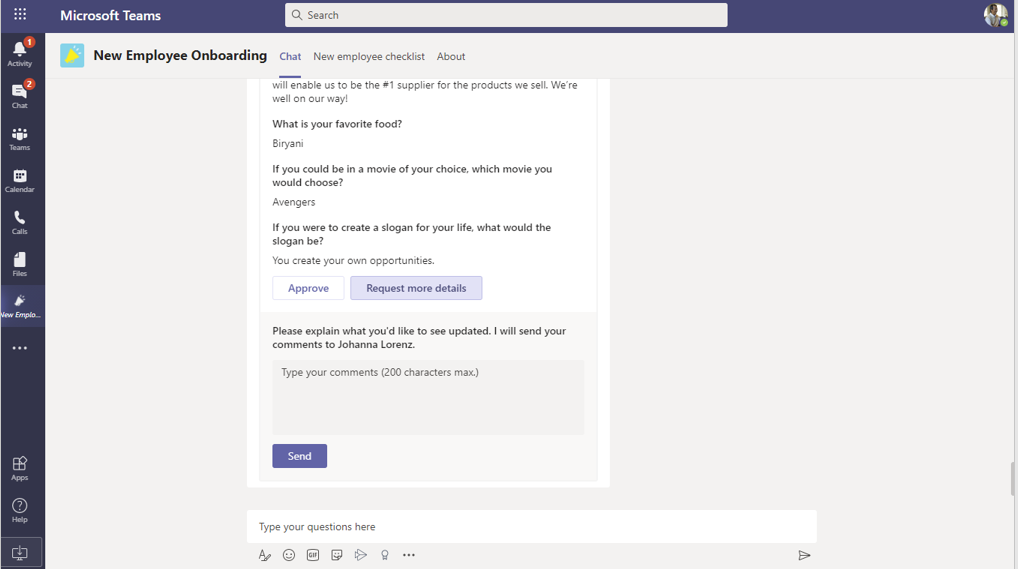 Microsoft Teams
Search
1
Activity
2
Chat
Teams
Calendar
Calls
Files
New Emplo...
Apps
Help
New Employee Onboarding
Chat
New employee checklist
About
will enable us to be the #1 supplier for the products we sell. We're
well on our way!
What is your favorite food?
Biryani
If you could be in a movie of your choice, which movie you
would choose?
Avengers
If you were to create a slogan for your life, what would the
slogan be?
You create your own opportunities.
Approve
Request more details
Please explain what you'd like to see updated. I will send your
comments to Johanna Lorenz.
Type your comments (200 characters max.)
Send
Type your questions here
GIF